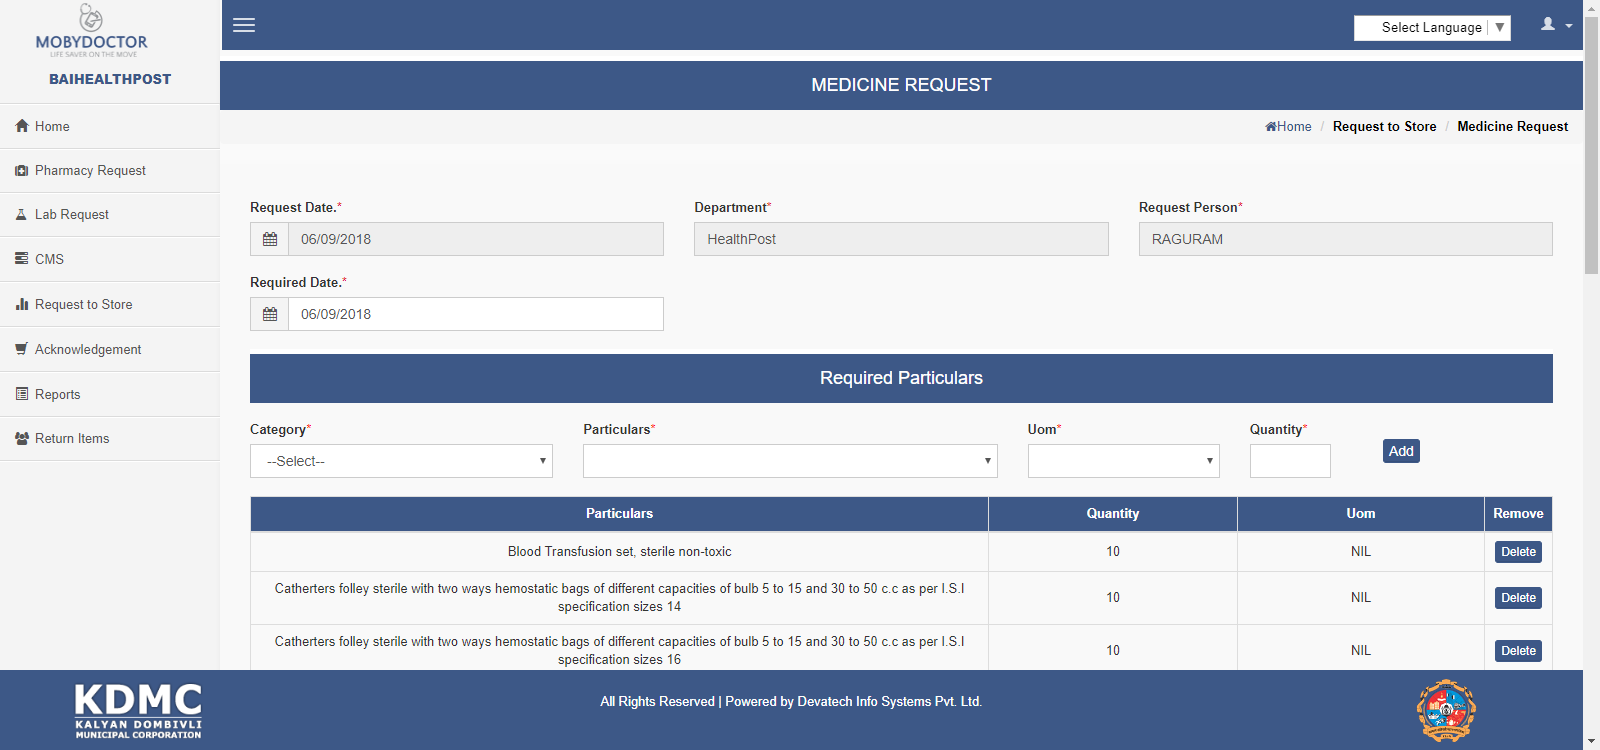 MOBYDOCTOR
LIFE SAVER ON THE MOVE
BAIHEALTHPOST
Home
Pharmacy Request
Lab Request
CMS
Request to Store
Acknowledgement
Reports
Return Items
Select Language ▼
MEDICINE REQUEST
Home / Request to Store / Medicine Request
Request Date.* Department* Request Person*
06/09/2018 HealthPost RAGURAM
Required Date.*
06/09/2018
Required Particulars
Category* Particulars* Uom* Quantity*
--Select-- Add
Particulars Quantity Uom Remove
Blood Transfusion set, sterile non-toxic 10 NIL Delete
Catherters folley sterile with two ways hemostatic bags of different capacities of bulb 5 to 15 and 30 to 50 c.c as per I.S.I
specification sizes 14 10 NIL Delete
Catherters folley sterile with two ways hemostatic bags of different capacities of bulb 5 to 15 and 30 to 50 c.c as per I.S.I
specification sizes 16 10 NIL Delete
KDMC
KALYAN DOMBIVLI
MUNICIPAL CORPORATION
All Rights Reserved | Powered by Devatech Info Systems Pvt. Ltd.